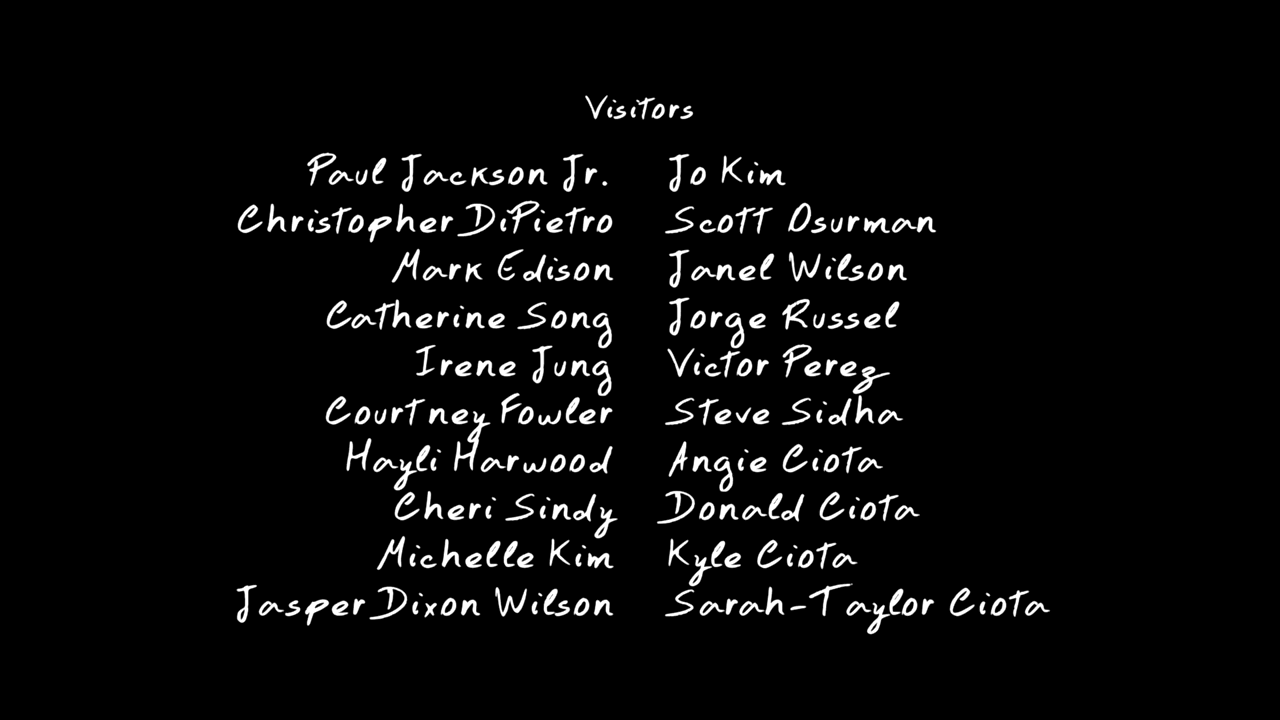 Visitors
Paul Jackson Jr. Jo Kim
Christopher DiPietro Scott Osurman
Mark Edison Janel Wilson
Catherine Song Jorge Russel
Irene Jung Victor Perez
Courtney Fowler Steve Sidha
Hayli Harwood Angie Ciota
Cheri Sindy Donald Ciota
Michelle Kim Kyle Ciota
Jasper Dixon Wilson Sarah-Taylor Ciota